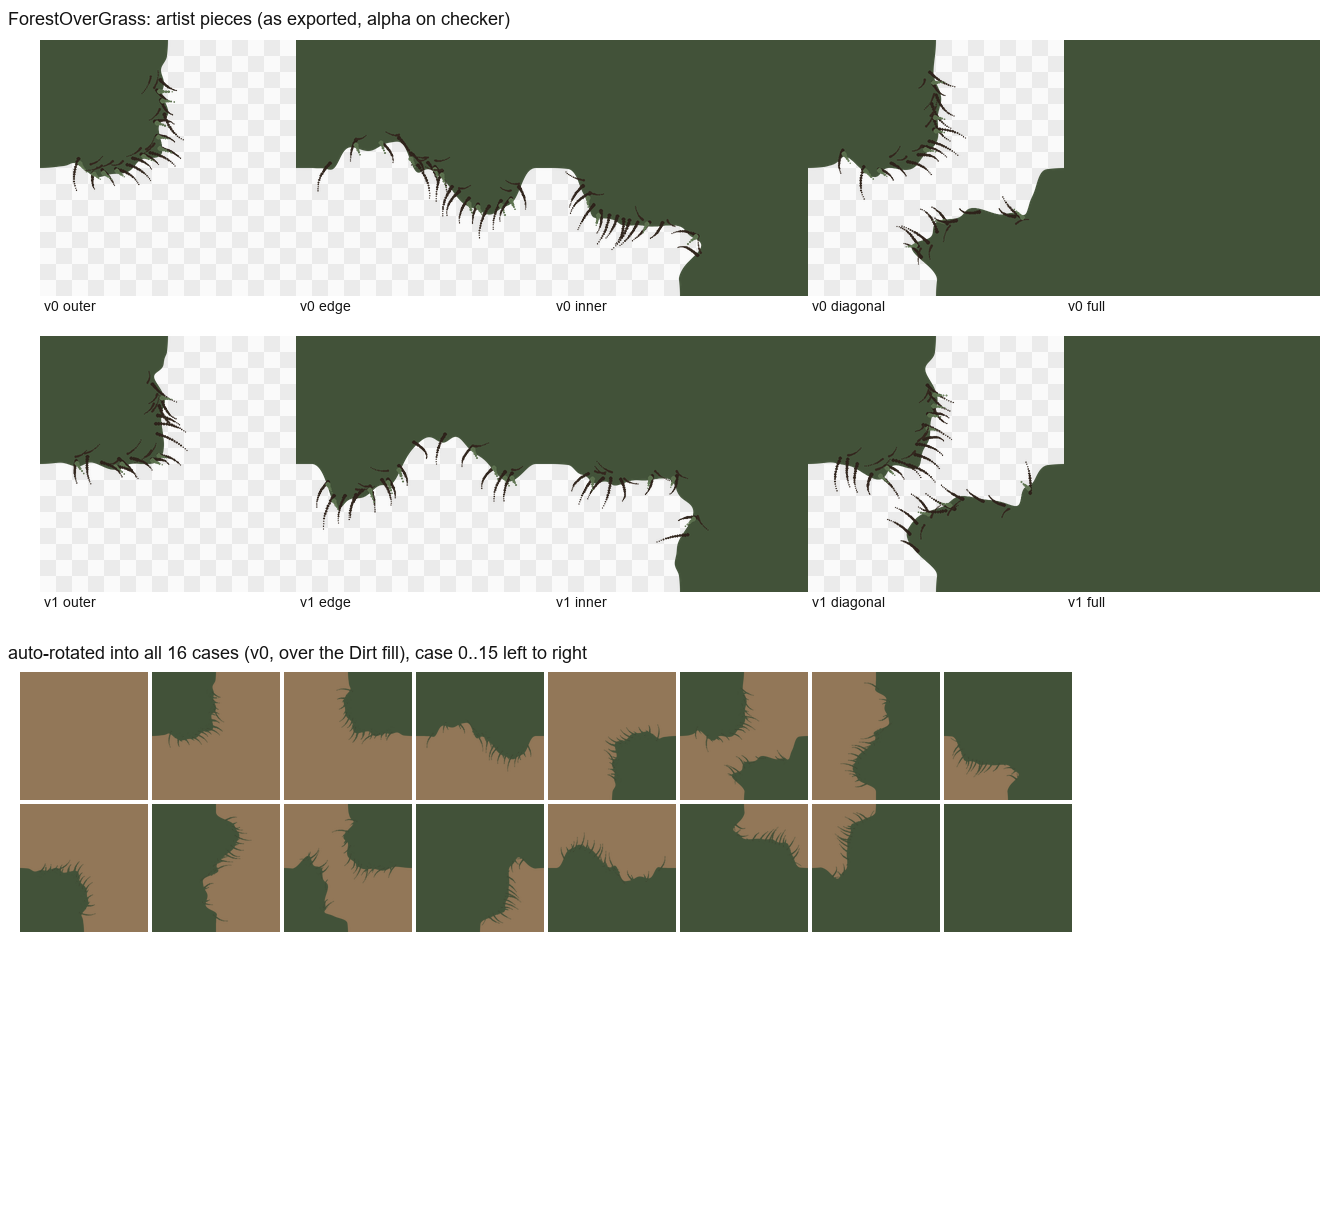 ForestOverGrass: artist pieces (as exported, alpha on checker)
v0 outer
v0 edge
v0 inner
v0 diagonal
v0 full
v1 outer
v1 edge
v1 inner
v1 diagonal
v1 full
auto-rotated into all 16 cases (v0, over the Dirt fill), case 0..15 left to right